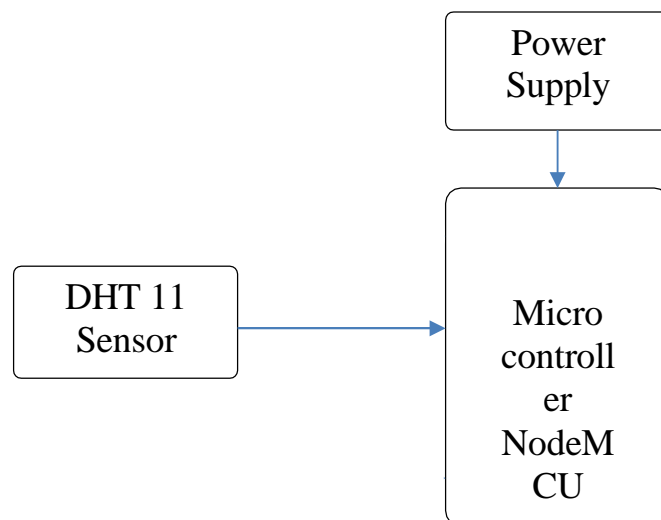 Power
Supply
DHT 11
Sensor
Micro
controll
er
NodeM
CU